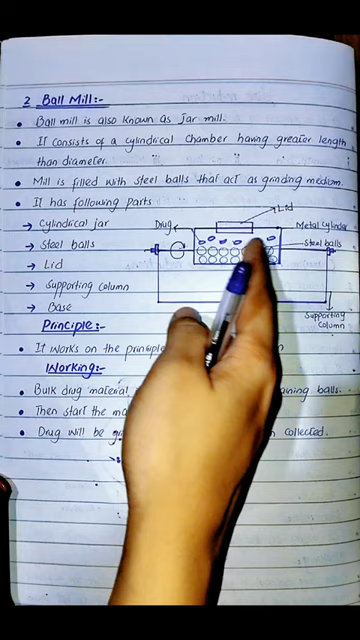 2 Ball Mill:-
• Ball mill is also known as jar mill.
• It consists of a cylindrical chamber having greater length
than diameter.
• Mill is filled with steel balls that act as grinding medium.
• It has following parts
→ Cylindrical jar
→ Steel balls
→ Lid
→ Supporting column
→ Base
Lid
Drug
Metal cylinder
Steel balls
Supporting
column
Principle:-
• It works on the
Working:-
• Bulk drug material balls.
• Then start the
• Drug will be collected.